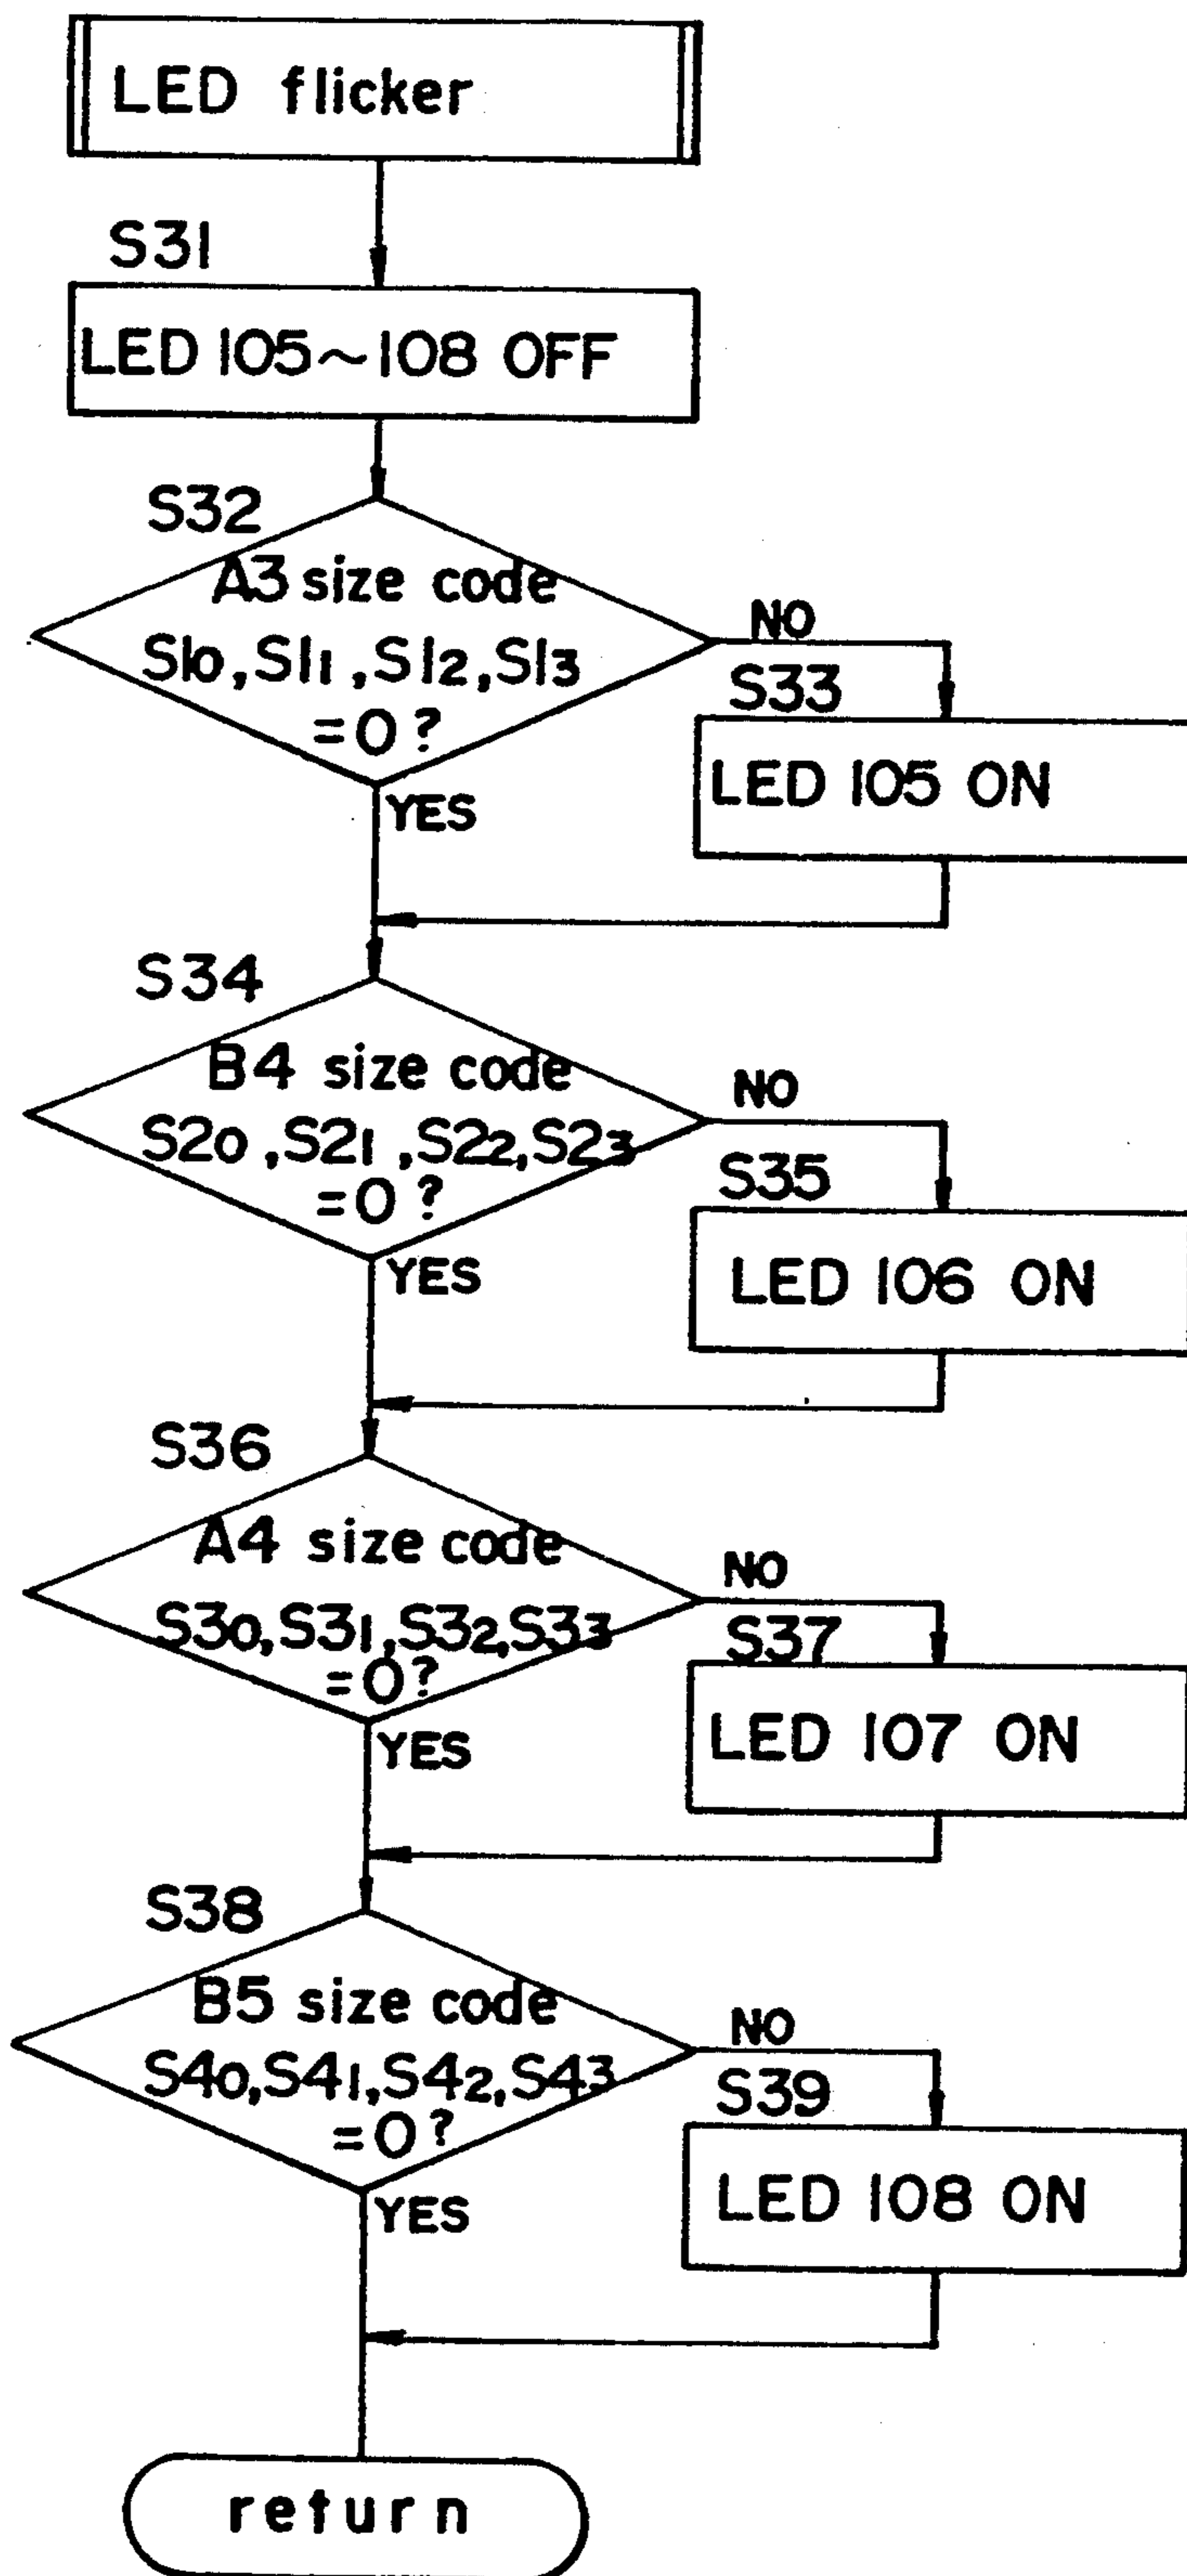 LED flicker
S31
LED 105~108 OFF
S32
A3 size code
S10, S11, S12, S13
=0?
NO
S33
LED 105 ON
YES
S34
B4 size code
S20, S21, S22, S23
=0?
NO
S35
LED 106 ON
YES
S36
A4 size code
S30, S31, S32, S33
=0?
NO
S37
LED 107 ON
YES
S38
B5 size code
S40, S41, S42, S43
=0?
NO
S39
LED 108 ON
YES
return